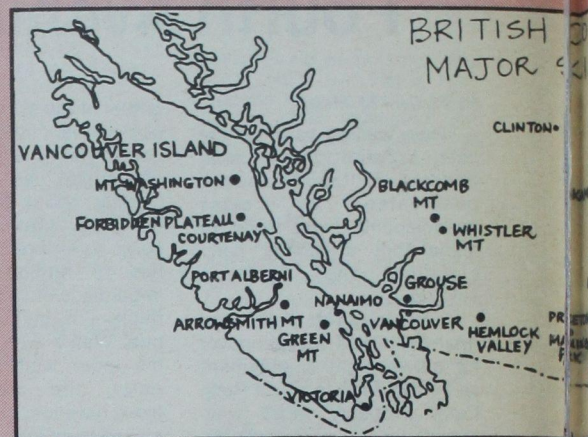 BRITISH
MAJOR
CLINTON
VANCOUVER ISLAND
MT WASHINGTON
BLACKCOMB
MT
FORBIDDEN PLATEAU
COURTENAY
WHISTLER
MT
PORT ALBERNI
GROUSE
NANAIMO
ARROWSMITH MT
VANCOUVER
GREEN
MT
HEMLOCK
VALLEY
VICTORIA